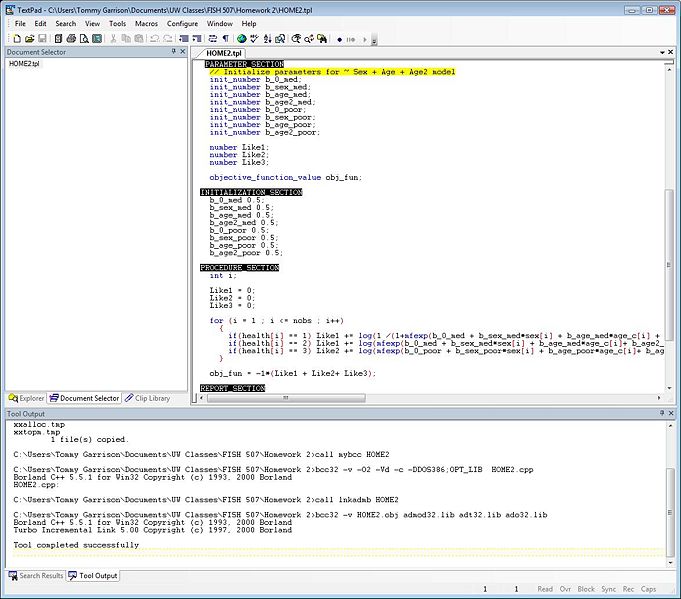 TextPad - C:\Users\Tommy Garrison\Documents\UW Classes\FISH 507\Homework 2\HOME2.tpl
File Edit Search View Tools Macros Configure Window Help
Document Selector
HOME2.tpl
HOME2.tpl
PARAMETER_SECTION
// Initialize parameters for ~ Sex + Age + Age2 model
init_number b_0_med;
init_number b_sex_med;
init_number b_age_med;
init_number b_age2_med;
init_number b_0_poor;
init_number b_sex_poor;
init_number b_age_poor;
init_number b_age2_poor;
number Like1;
number Like2;
number Like3;
objective_function_value obj_fun;
INITIALIZATION_SECTION
b_0_med 0.5;
b_sex_med 0.5;
b_age_med 0.5;
b_age2_med 0.5;
b_0_poor 0.5;
b_sex_poor 0.5;
b_age_poor 0.5;
b_age2_poor 0.5;
PROCEDURE_SECTION
int i;
Like1 = 0;
Like2 = 0;
Like3 = 0;
for (i = 1 ; i <= nobs ; i++)
{
if(health[i] == 1) Like1 += log(1 /(1+mfexp(b_0_med + b_sex_med*sex[i] + b_age_med*age_c[i] +
if(health[i] == 2) Like1 += log(mfexp(b_0_med + b_sex_med*sex[i] + b_age_med*age_c[i]+ b_age2_
if(health[i] == 3) Like2 += log(mfexp(b_0_poor + b_sex_poor*sex[i] + b_age_poor*age_c[i]+ b_ag
}
obj_fun = -1*(Like1 + Like2+ Like3);
REPORT_SECTION
Explorer Document Selector Clip Library
Tool Output
xxalloc.tmp
xxtopm.tmp
1 file(s) copied.
C:\Users\Tommy Garrison\Documents\UW Classes\FISH 507\Homework 2>call mybcc HOME2
C:\Users\Tommy Garrison\Documents\UW Classes\FISH 507\Homework 2>bcc32 -v -O2 -Vd -c -DDOS386;OPT_LIB HOME2.cpp
Borland C++ 5.5.1 for Win32 Copyright (c) 1993, 2000 Borland
HOME2.cpp:
C:\Users\Tommy Garrison\Documents\UW Classes\FISH 507\Homework 2>call lnkadmb HOME2
C:\Users\Tommy Garrison\Documents\UW Classes\FISH 507\Homework 2>bcc32 -v HOME2.obj admod32.lib adt32.lib ado32.lib
Borland C++ 5.5.1 for Win32 Copyright (c) 1993, 2000 Borland
Turbo Incremental Link 5.00 Copyright (c) 1997, 2000 Borland
Tool completed successfully
Search Results Tool Output
1 1 Read Ovr Block Sync Rec Caps